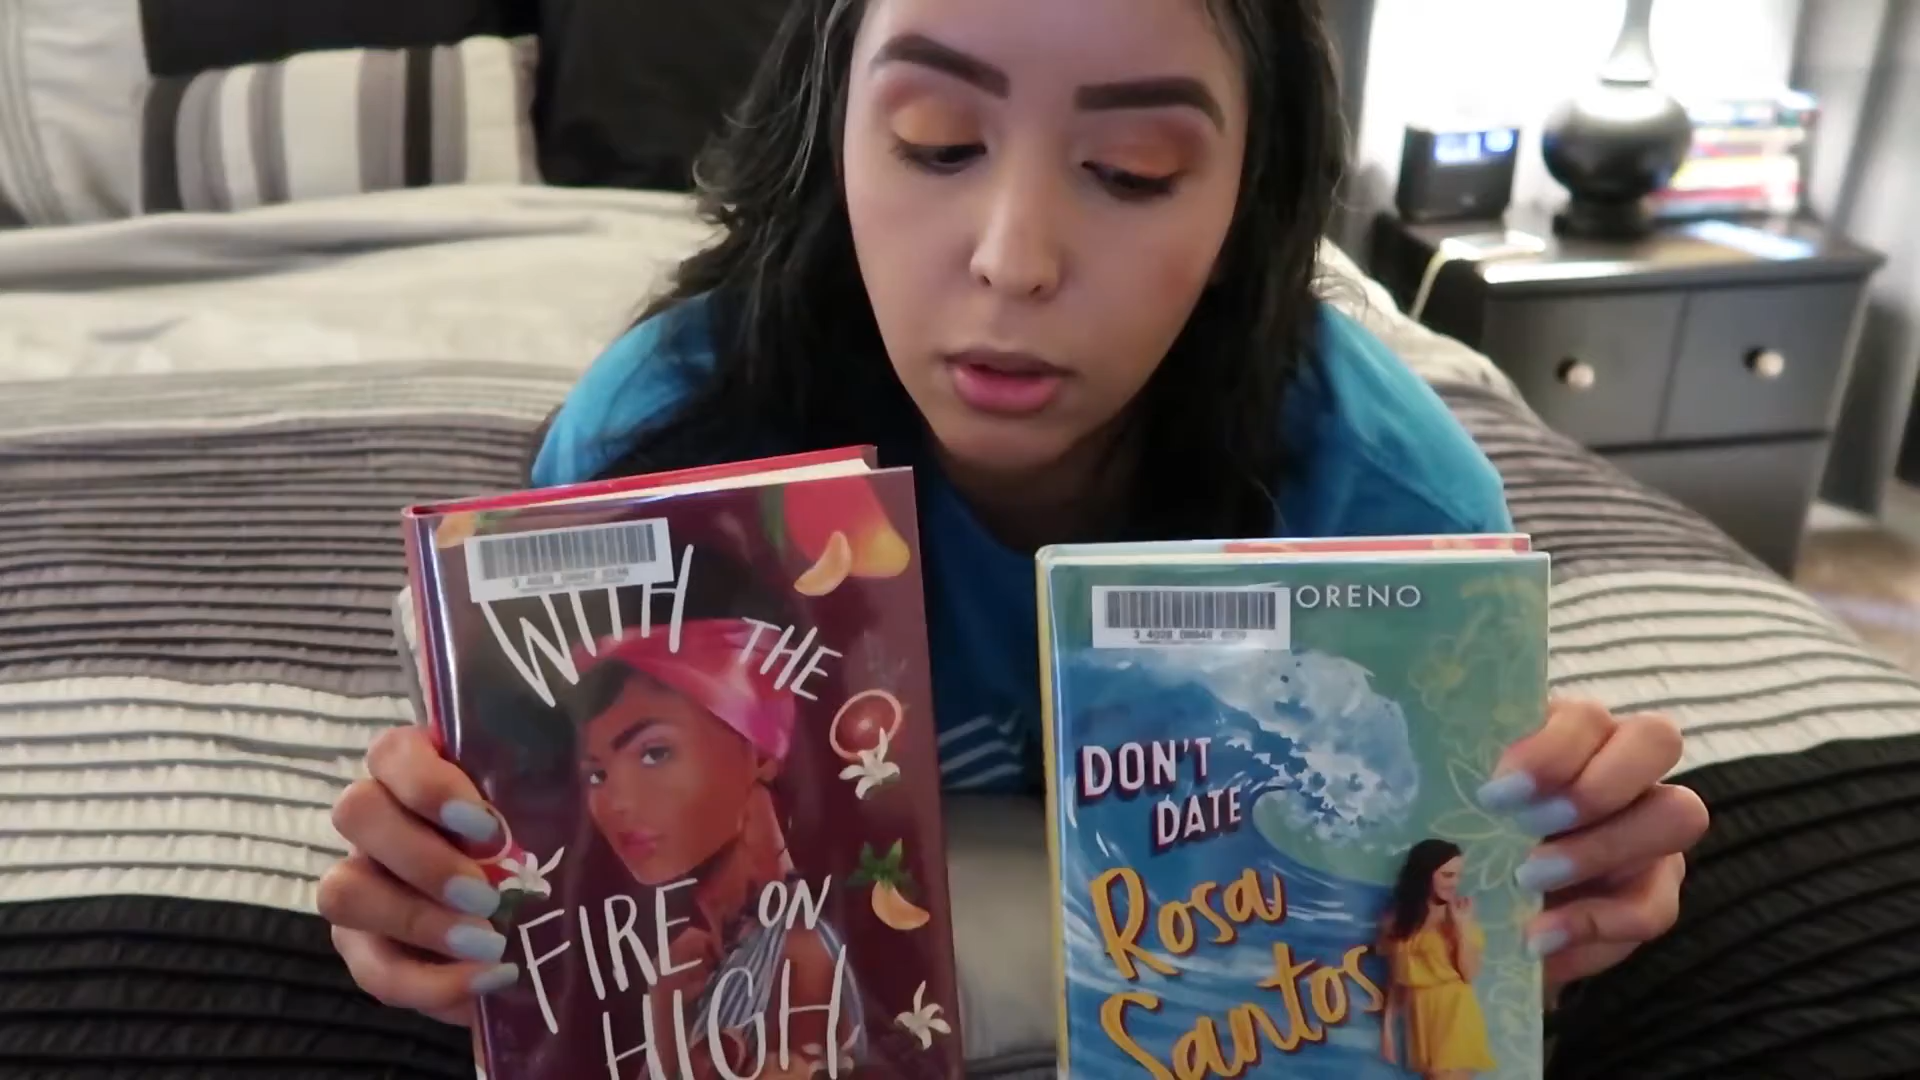 WITH
THE
FIRE ON
HIGH
ORENO
DON'T
DATE
Rosa
Santos